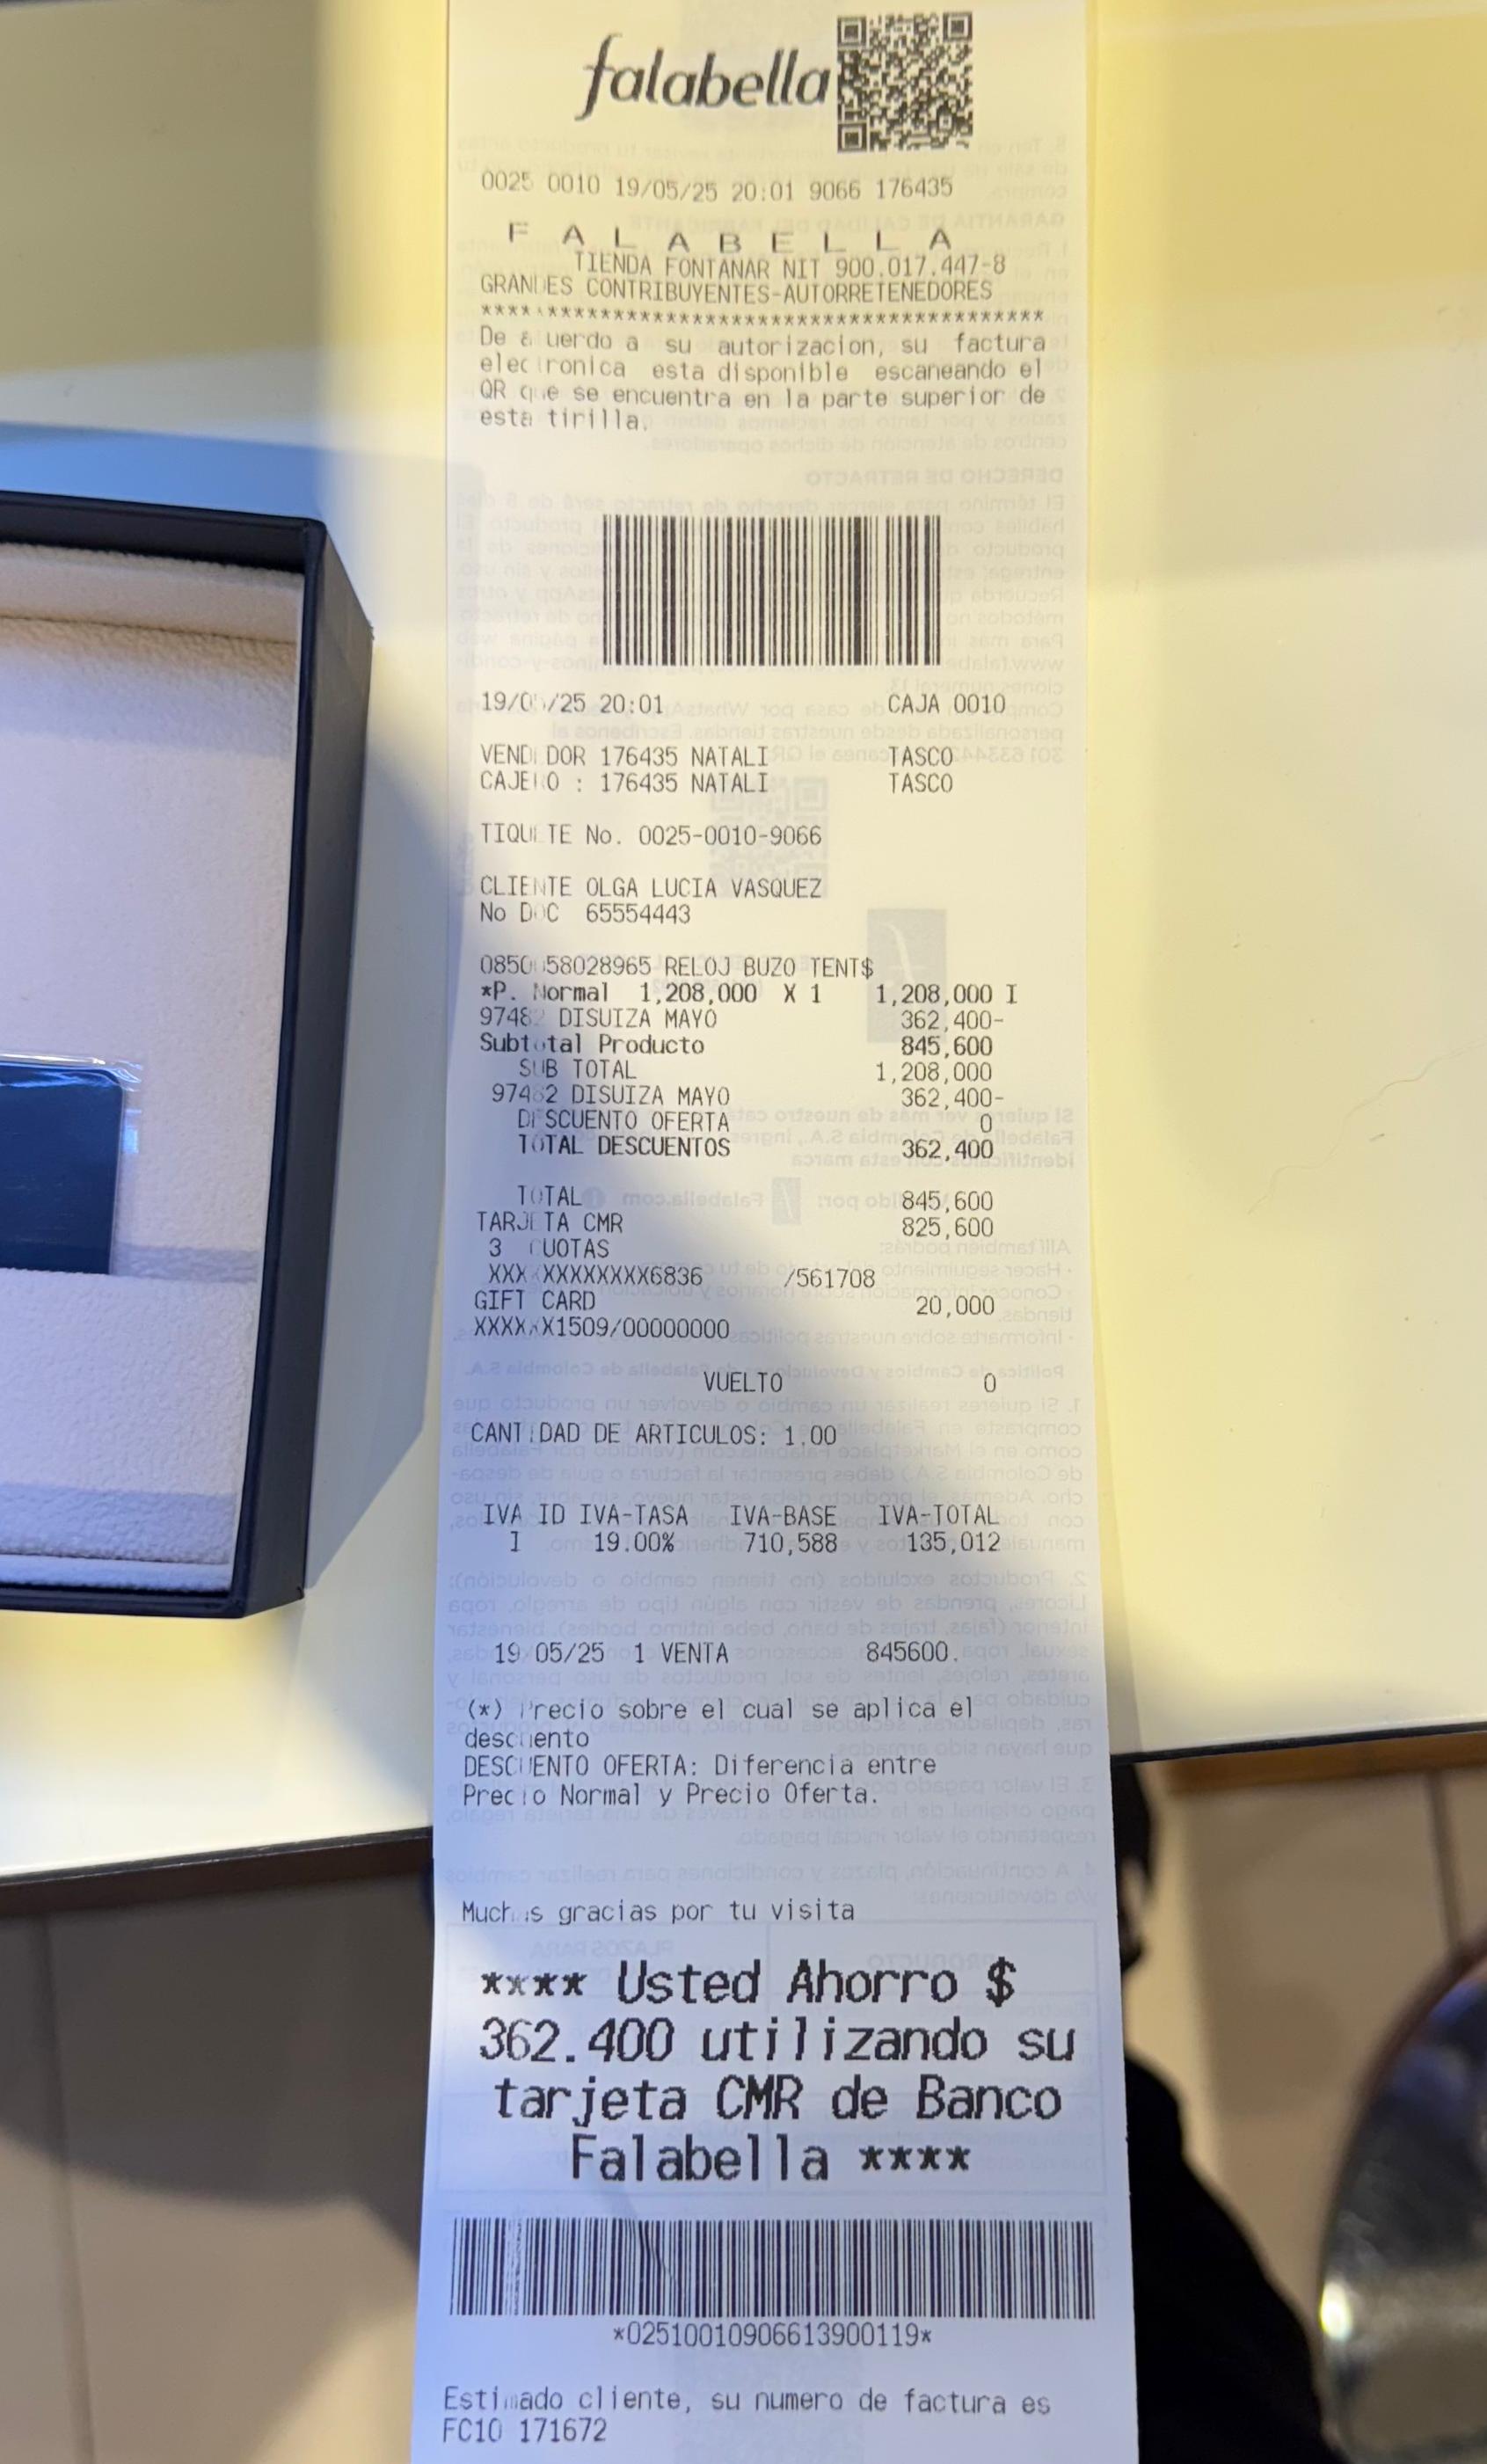 falabella
0025 0010 19/05/25 20:01 9066 176435
F A L A B E L L A
TIENDA FONTANAR NIT 900.017.447-8
GRANDES CONTRIBUYENTES-AUTORRETENEDORES
*******************************************
De acuerdo a su autorizacion, su factura
electronica esta disponible escaneando el
QR que se encuentra en la parte superior de
esta tirilla.
19/05/25 20:01 CAJA 0010
VENDEDOR 176435 NATALI TASCO
CAJERO : 176435 NATALI TASCO
TIQUETE No. 0025-0010-9066
CLIENTE OLGA LUCIA VASQUEZ
No DOC 65554443
RELOJ BUZO TENT$
*P. Normal 1,208,000 X 1 1,208,000 I
97482 DISUIZA MAYO 362,400-
Subtotal Producto 845,600
SUB TOTAL 1,208,000
97482 DISUIZA MAYO 362,400-
DESCUENTO OFERTA 0
TOTAL DESCUENTOS 362,400
TOTAL 845,600
TARJETA CMR 825,600
3 CUOTAS
XXXXXXXXXXXX6836 /561708
GIFT CARD 20,000
XXXXXX1509/00000000
VUELTO 0
CANTIDAD DE ARTICULOS: 1.00
IVA ID IVA-TASA IVA-BASE IVA-TOTAL
I 19.00% 710,588 135,012
19/05/25 1 VENTA 845600.
(*) Precio sobre el cual se aplica el
descuento
DESCUENTO OFERTA: Diferencia entre
Precio Normal y Precio Oferta.
Muchas gracias por tu visita
**** Usted Ahorro $
362.400 utilizando su
tarjeta CMR de Banco
Falabella ****
*02510010906613900119*
Estimado cliente, su numero de factura es
FC10 171672